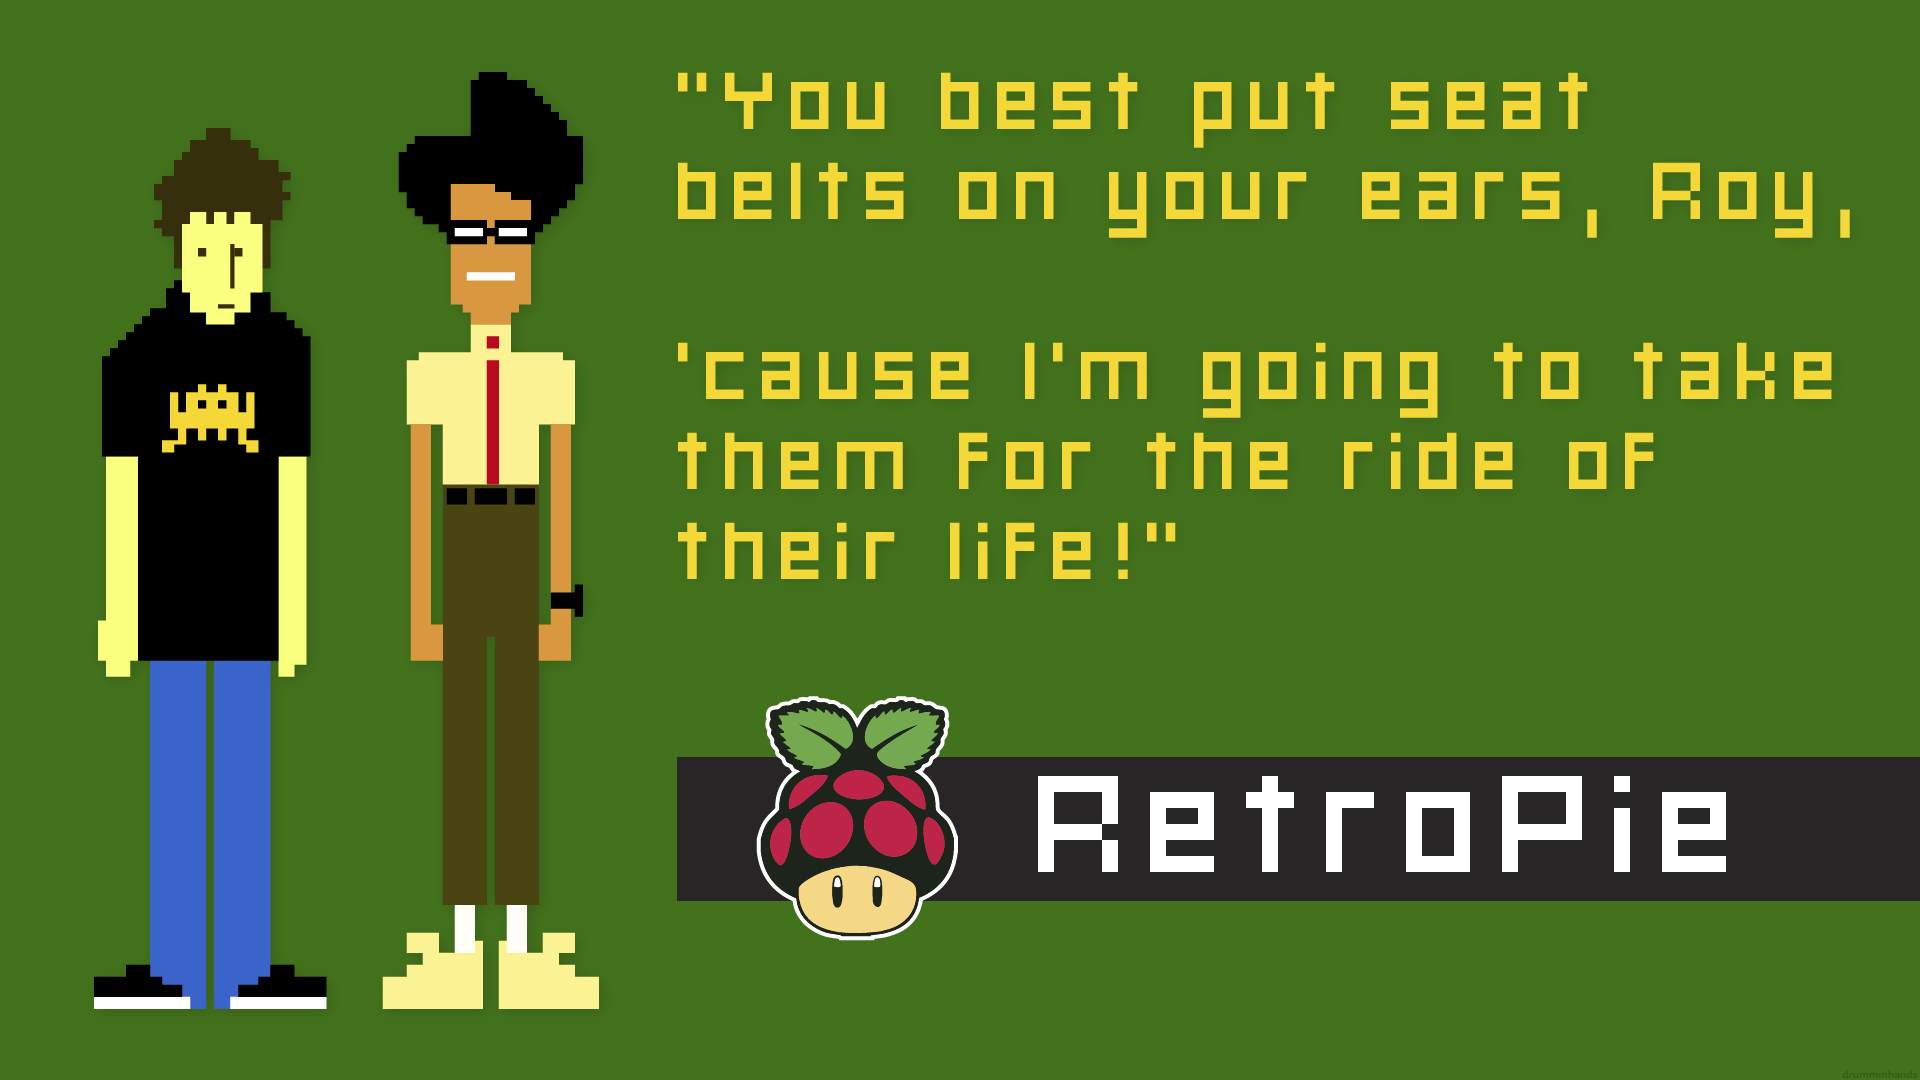 "You best put seat
belts on your ears, Roy,
'cause I'm going to take
them for the ride of
their life!"
RetroPie
drumminhands